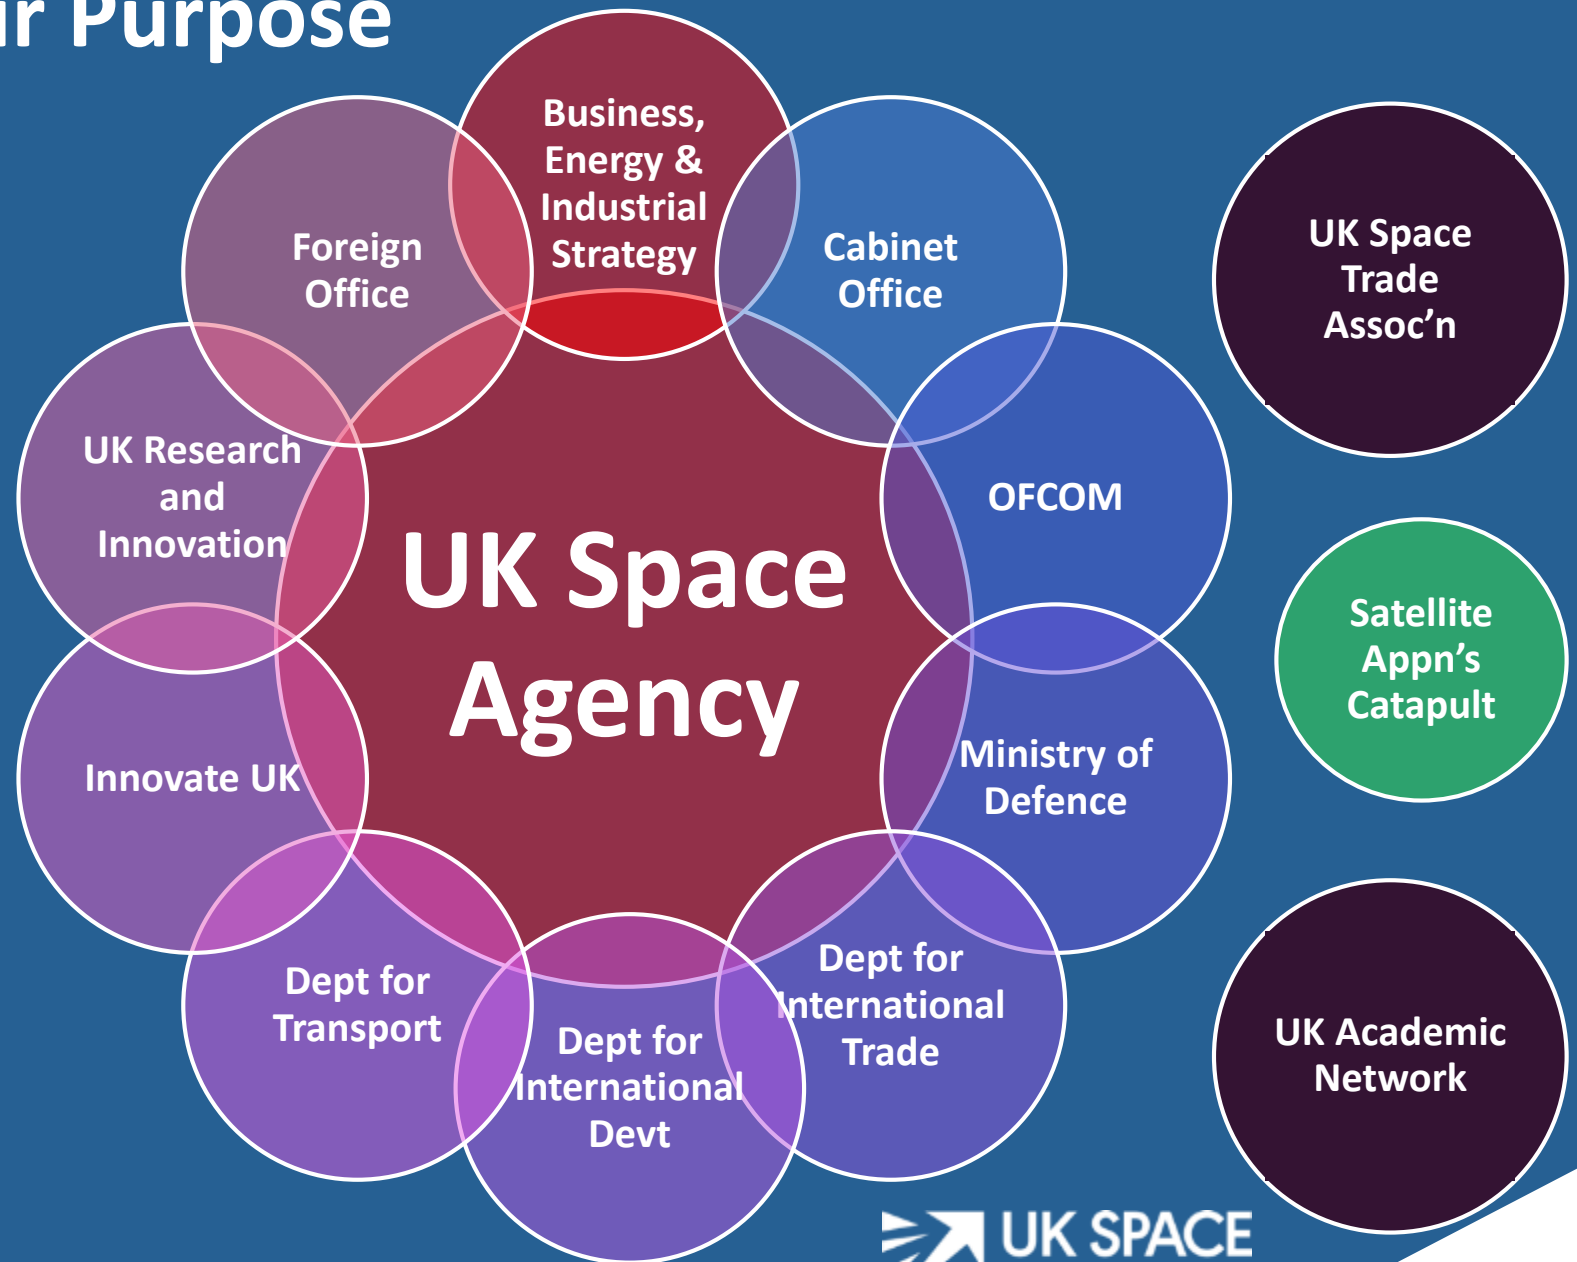 ir Purpose
Business,
Energy &
Industrial
Strategy
Foreign
Office
Cabinet
Office
UK Research
and
Innovation
OFCOM
UK Space
Agency
Innovate UK
Ministry of
Defence
Dept for
Transport
Dept for
International
Devt
Dept for
International
Trade
UK Space
Trade
Assoc’n
Satellite
Appn’s
Catapult
UK Academic
Network
UK SPACE